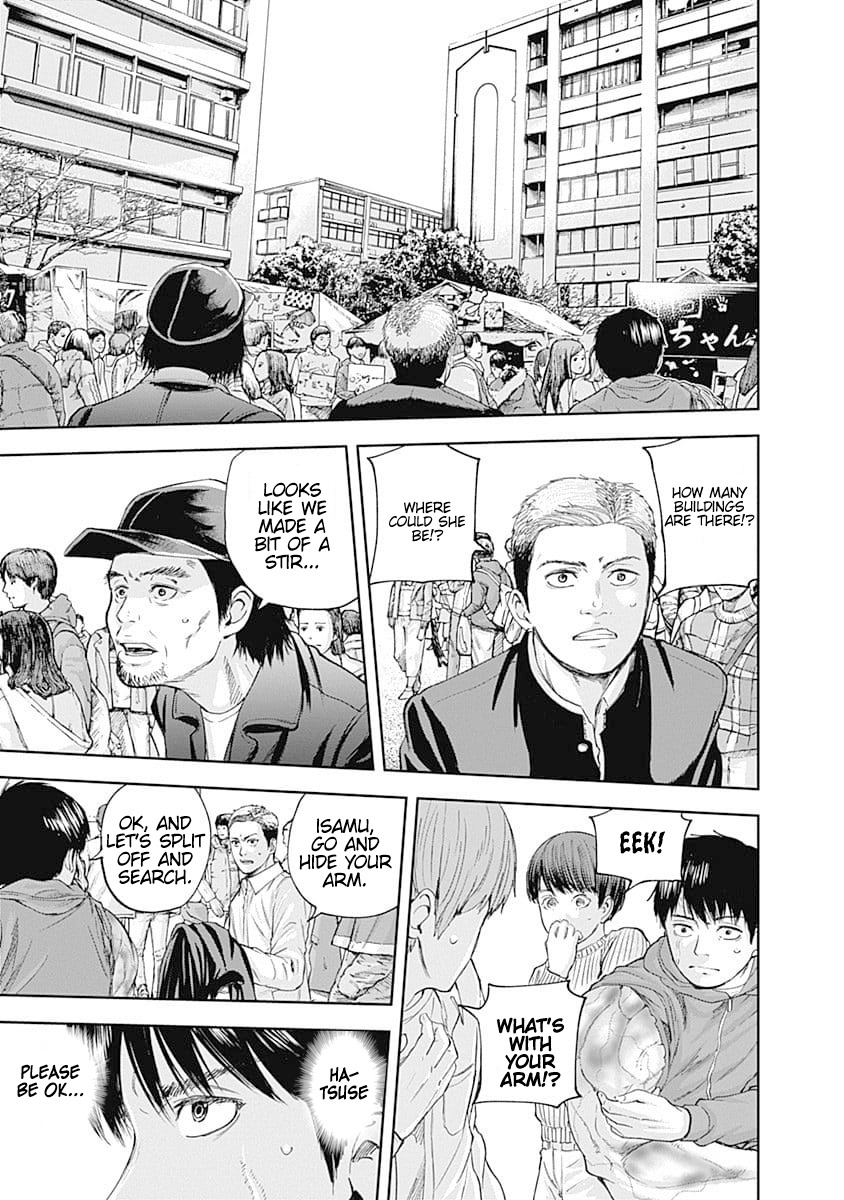 ちゃん
HOW MANY
BUILDINGS
ARE THERE!?
WHERE
COULD SHE
BE!?
LOOKS
LIKE WE
MADE A
BIT OF A
STIR...
EEK!
WHAT'S
WITH
YOUR
ARM!?
ISAMU,
GO AND
HIDE YOUR
ARM.
OK, AND
LET'S SPLIT
OFF AND
SEARCH.
HA-
TSUSE
PLEASE
BE OK...